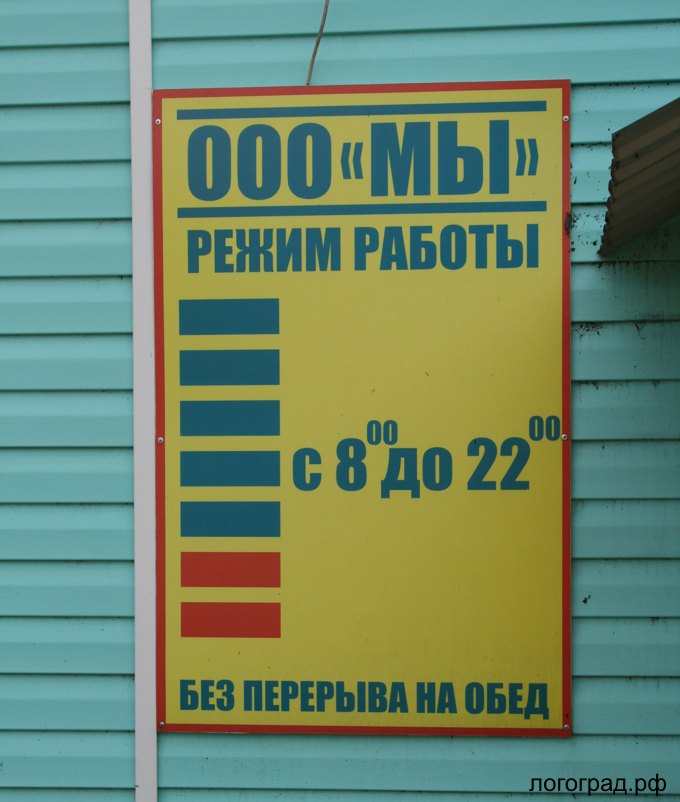 ООО «МЫ»
РЕЖИМ РАБОТЫ
с 8⁰⁰ до 22⁰⁰
БЕЗ ПЕРЕРЫВА НА ОБЕД
логоград.рф